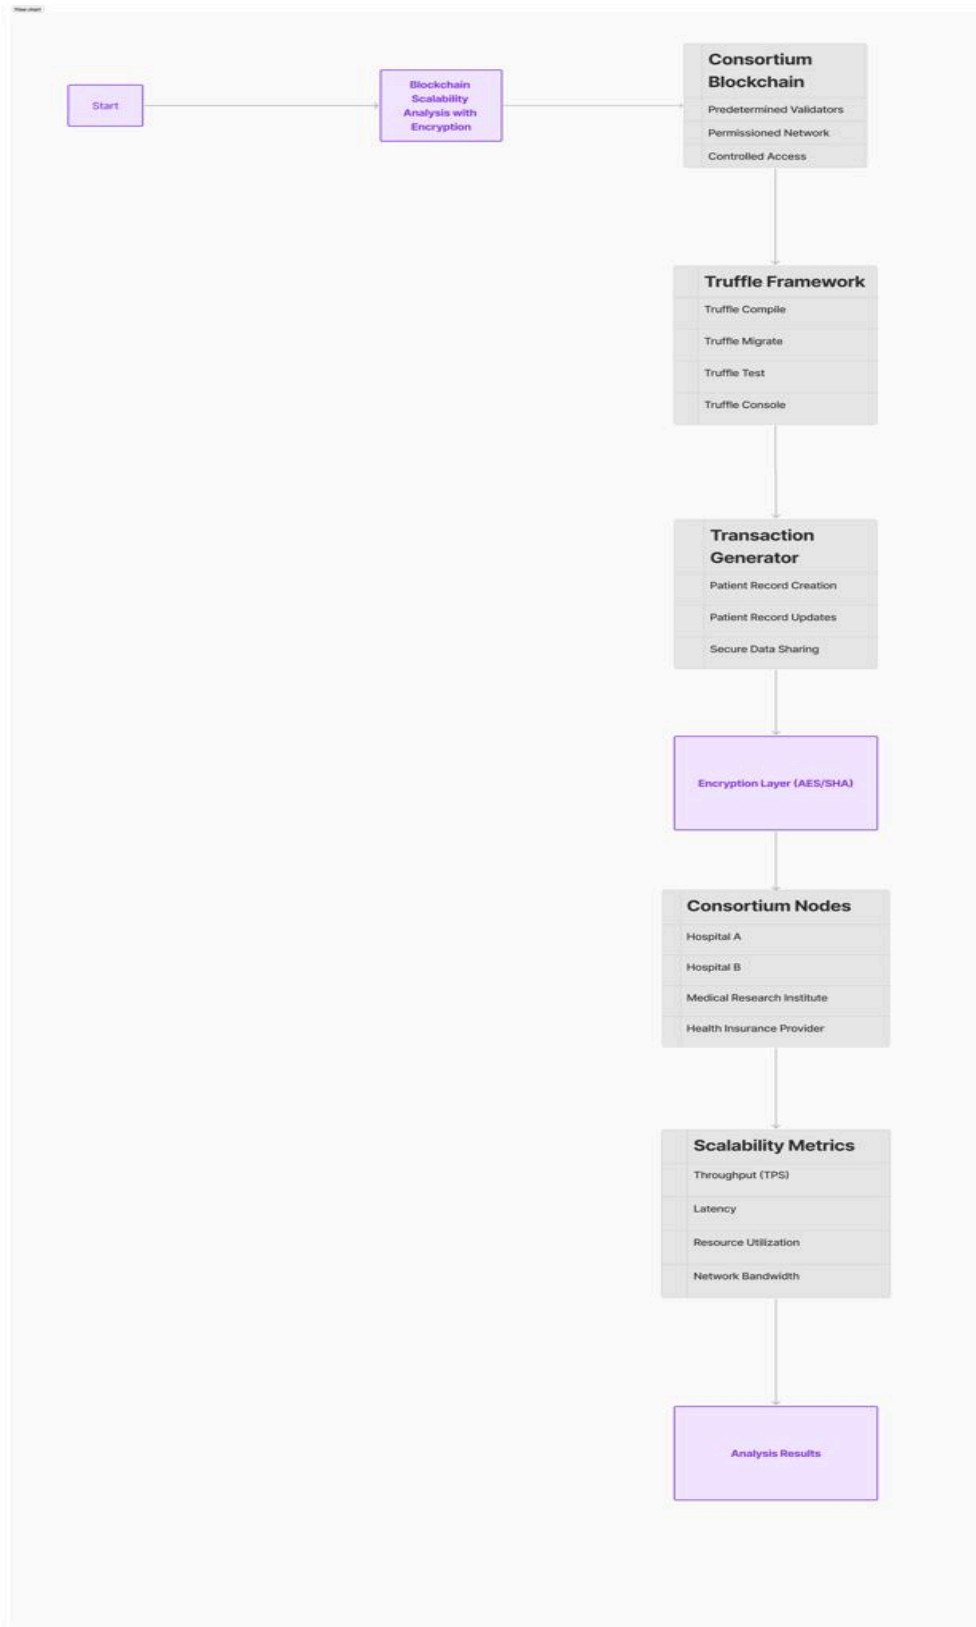 Flow chart
Start
Blockchain
Scalability
Analysis with
Encryption
Consortium
Blockchain
Predetermined Validators
Permissioned Network
Controlled Access
Truffle Framework
Truffle Compile
Truffle Migrate
Truffle Test
Truffle Console
Transaction
Generator
Patient Record Creation
Patient Record Updates
Secure Data Sharing
Encryption Layer (AES/SHA)
Consortium Nodes
Hospital A
Hospital B
Medical Research Institute
Health Insurance Provider
Scalability Metrics
Throughput (TPS)
Latency
Resource Utilization
Network Bandwidth
Analysis Results